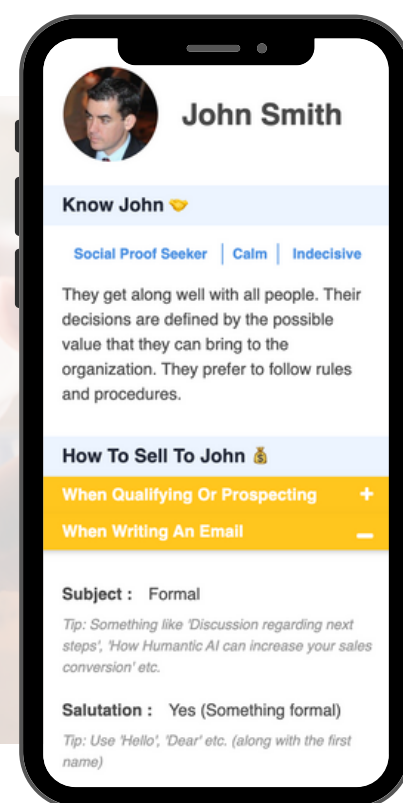 John Smith
Know John 🤝
Social Proof Seeker | Calm | Indecisive
They get along well with all people. Their
decisions are defined by the possible
value that they can bring to the
organization. They prefer to follow rules
and procedures.
How To Sell To John 💰
When Qualifying Or Prospecting +
When Writing An Email –
Subject : Formal
Tip: Something like 'Discussion regarding next
steps', 'How Humantic AI can increase your sales
conversion' etc.
Salutation : Yes (Something formal)
Tip: Use 'Hello', 'Dear' etc. (along with the first
name)